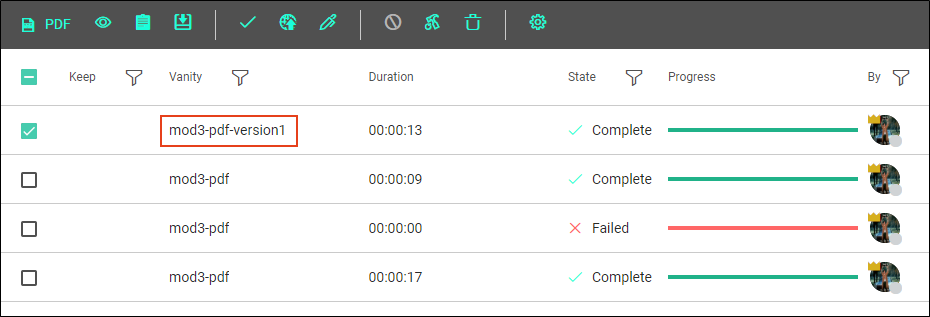 PDF
Keep Vanity Duration State Progress By
mod3-pdf-version1 00:00:13 Complete
mod3-pdf 00:00:09 Complete
mod3-pdf 00:00:00 Failed
mod3-pdf 00:00:17 Complete